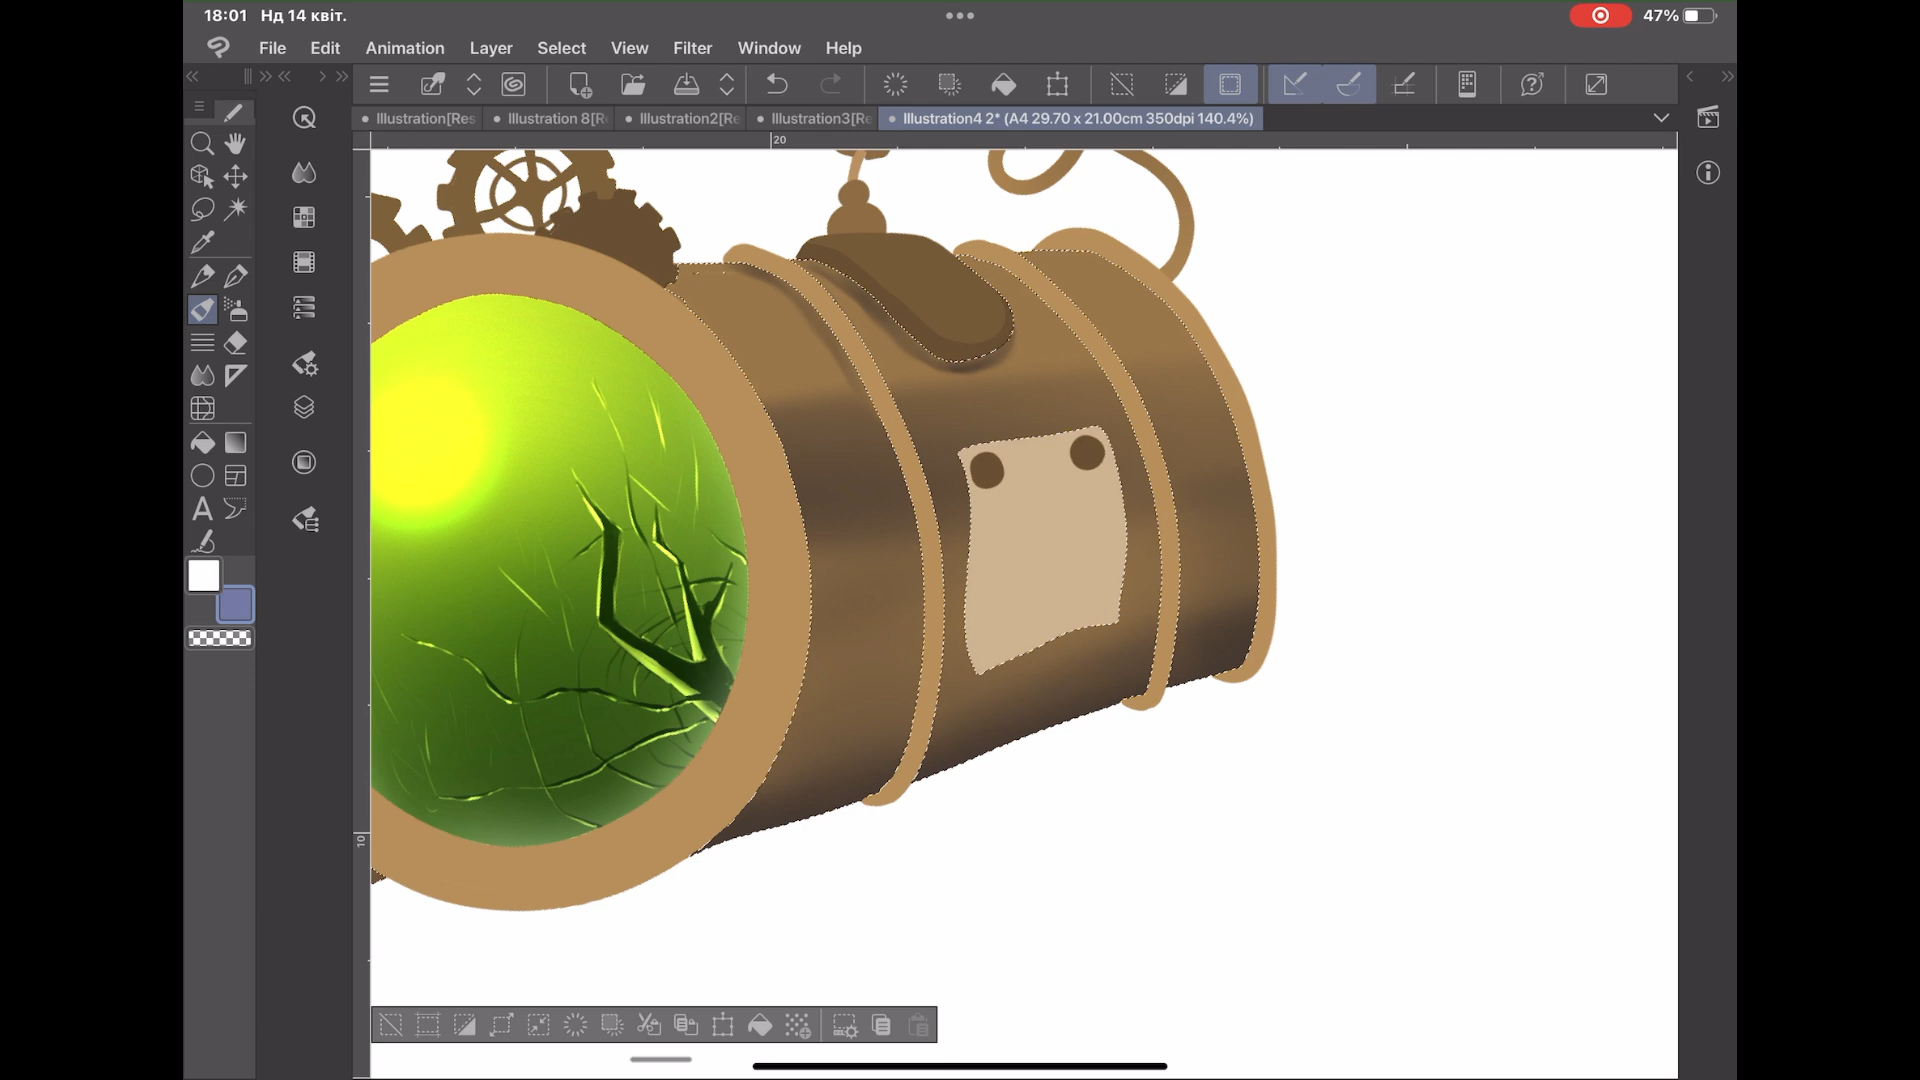 18:01 Нд 14 квіт.
47%
File Edit Animation Layer Select View Filter Window Help
Illustration[Res Illustration 8[R Illustration2[Re Illustration3[Re Illustration4 2* (A4 29.70 x 21.00cm 350dpi 140.4%)
20
10